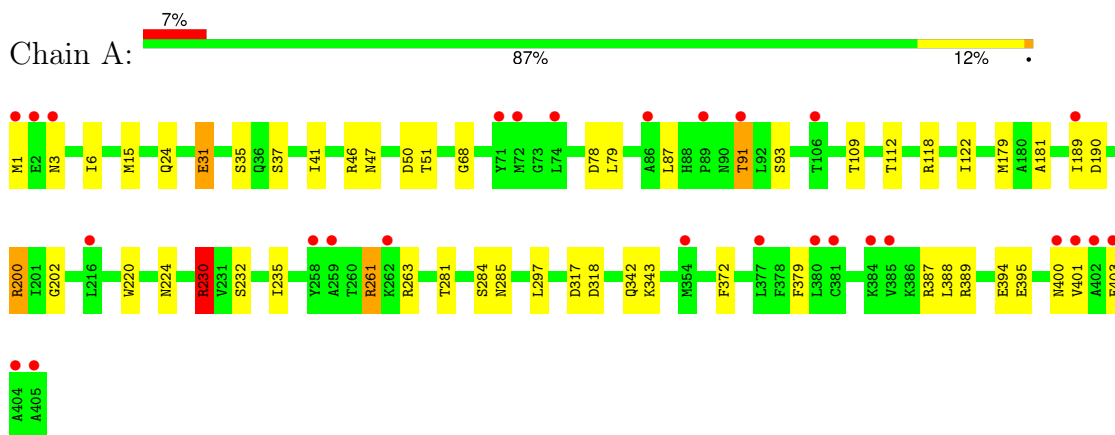 7%
Chain A:
87% 12% •
M1 E2 N3 I6 M15 Q24 E31 S35 Q36 S37 I41 R46 N47 D50 T51 G68 Y71 M72 G73 L74 D78 L79 A86 L87 H88 P89 N90 T91 L92 S93 T106 T109 T112 R118 I122 M179 A180 A181 I189 D190
R200 I201 G202 L216 W220 N224 R230 V231 S232 I235 Y258 A259 T260 R261 K262 R263 T281 S284 N285 L297 D317 D318 Q342 K343 M354 F372 L377 F378 F379 L380 C381 K384 V385 K386 R387 L388 R389 E394 E395 N400 V401 A402
A404 A405